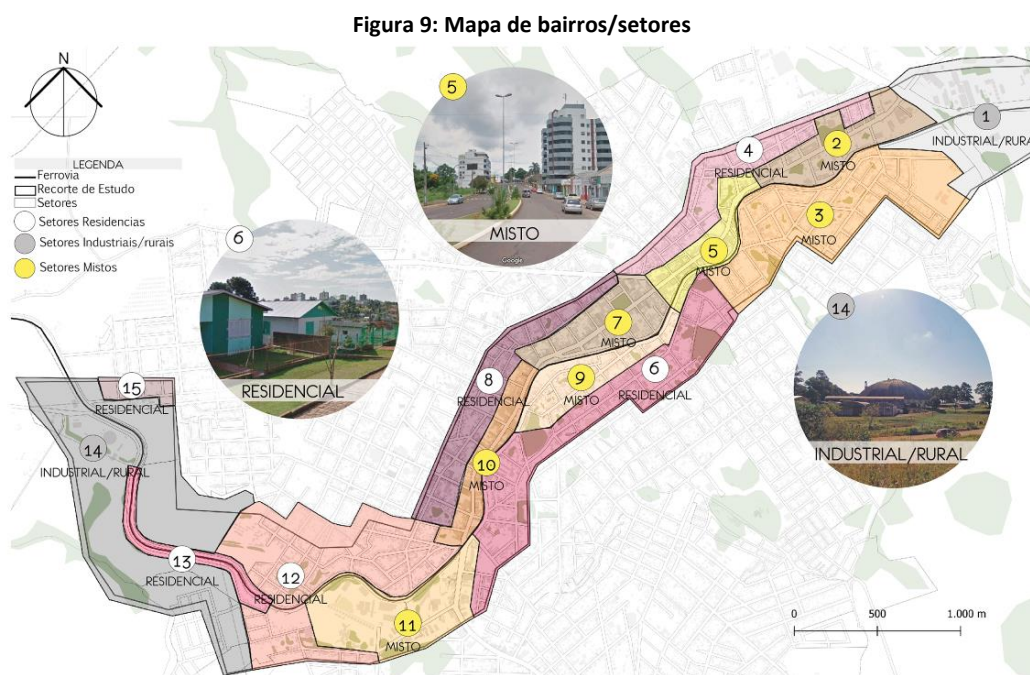 Figura 9: Mapa de bairros/setores
N
LEGENDA
Ferrovia
Recorte de Estudo
Setores
Setores Residencias
Setores Industriais/rurais
Setores Mistos
5
MISTO
Google
6
RESIDENCIAL
1
INDUSTRIAL/RURA
2
MISTO
4
RESIDENCIAL
3
MISTO
5
MISTO
7
MISTO
9
MISTO
6
RESIDENCIAL
8
RESIDENCIAL
10
MISTO
14
INDUSTRIAL/RURAL
15
RESIDENCIAL
14
INDUSTRIAL/RURAL
13
RESIDENCIAL
12
RESIDENCIAL
11
MISTO
0 500 1.000 m